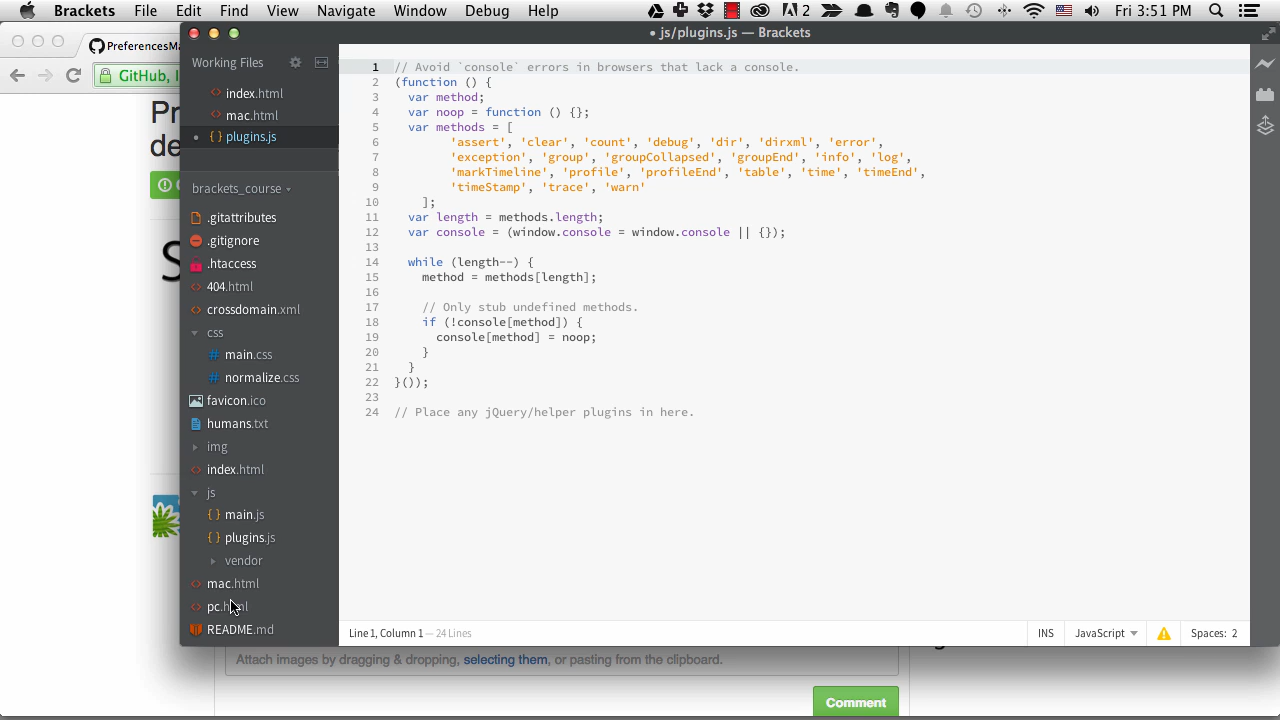 Brackets File Edit Find View Navigate Window Debug Help 2 Fri 3:51 PM
PreferencesMa
GitHub, I
Pr
de
S
js/plugins.js — Brackets
Working Files
index.html
mac.html
plugins.js
brackets_course
.gitattributes
.gitignore
.htaccess
404.html
crossdomain.xml
css
main.css
normalize.css
favicon.ico
humans.txt
img
index.html
js
main.js
plugins.js
vendor
mac.html
pc.html
README.md
1 // Avoid `console` errors in browsers that lack a console.
2 (function () {
3 var method;
4 var noop = function () {};
5 var methods = [
6 'assert', 'clear', 'count', 'debug', 'dir', 'dirxml', 'error',
7 'exception', 'group', 'groupCollapsed', 'groupEnd', 'info', 'log',
8 'markTimeline', 'profile', 'profileEnd', 'table', 'time', 'timeEnd',
9 'timeStamp', 'trace', 'warn'
10 ];
11 var length = methods.length;
12 var console = (window.console = window.console || {});
13
14 while (length--) {
15 method = methods[length];
16
17 // Only stub undefined methods.
18 if (!console[method]) {
19 console[method] = noop;
20 }
21 }
22 }());
23
24 // Place any jQuery/helper plugins in here.
Line 1, Column 1 — 24 Lines INS JavaScript Spaces: 2
Attach images by dragging & dropping, selecting them, or pasting from the clipboard.
Comment